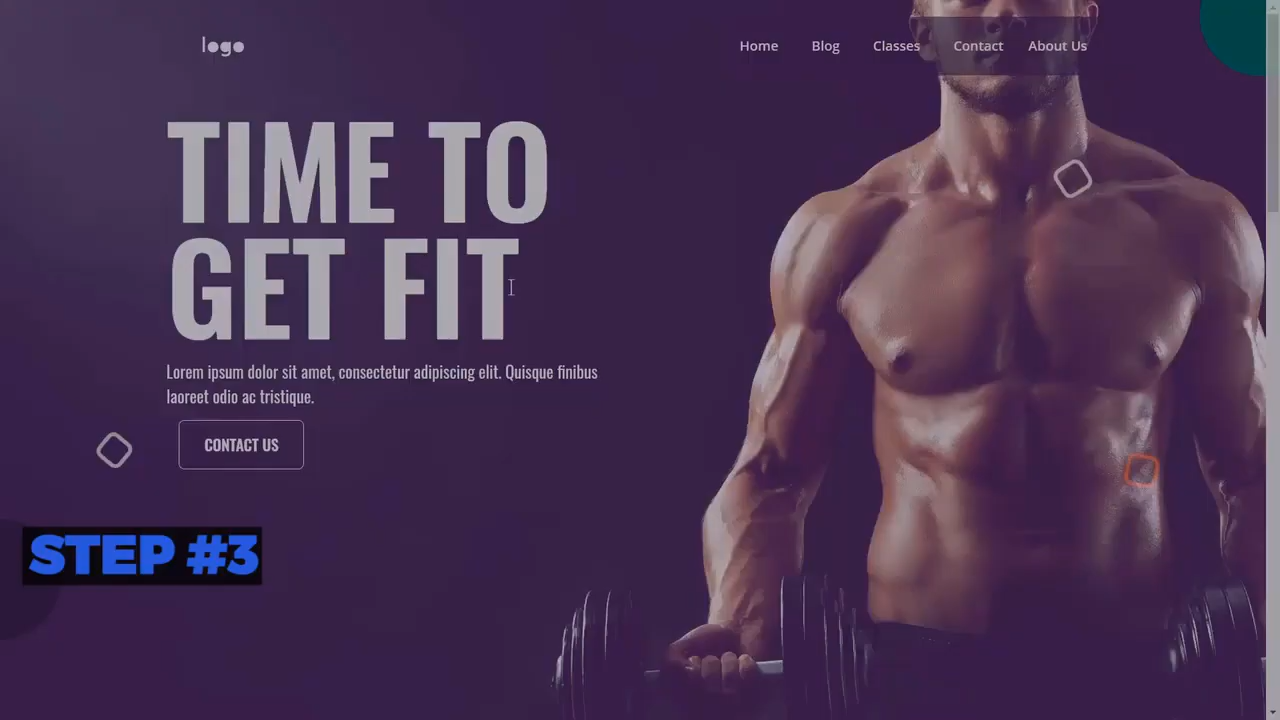 logo
Home Blog Classes Contact About Us
TIME TO
GET FIT
Lorem ipsum dolor sit amet, consectetur adipiscing elit. Quisque finibus
laoreet odio ac tristique.
CONTACT US
STEP #3